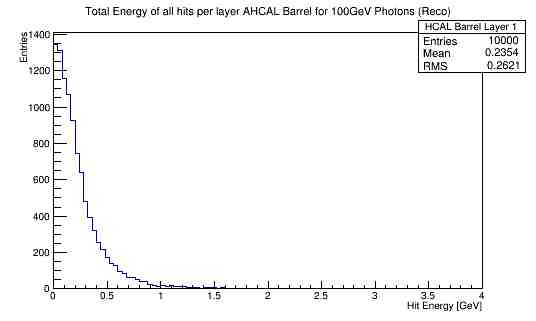 Total Energy of all hits per layer AHCAL Barrel for 100GeV Photons (Reco)
HCAL Barrel Layer 1
Entries 10000
Mean 0.2354
RMS 0.2621
Entries
1400
1200
1000
800
600
400
200
0
0 0.5 1 1.5 2 2.5 3 3.5 4
Hit Energy [GeV]